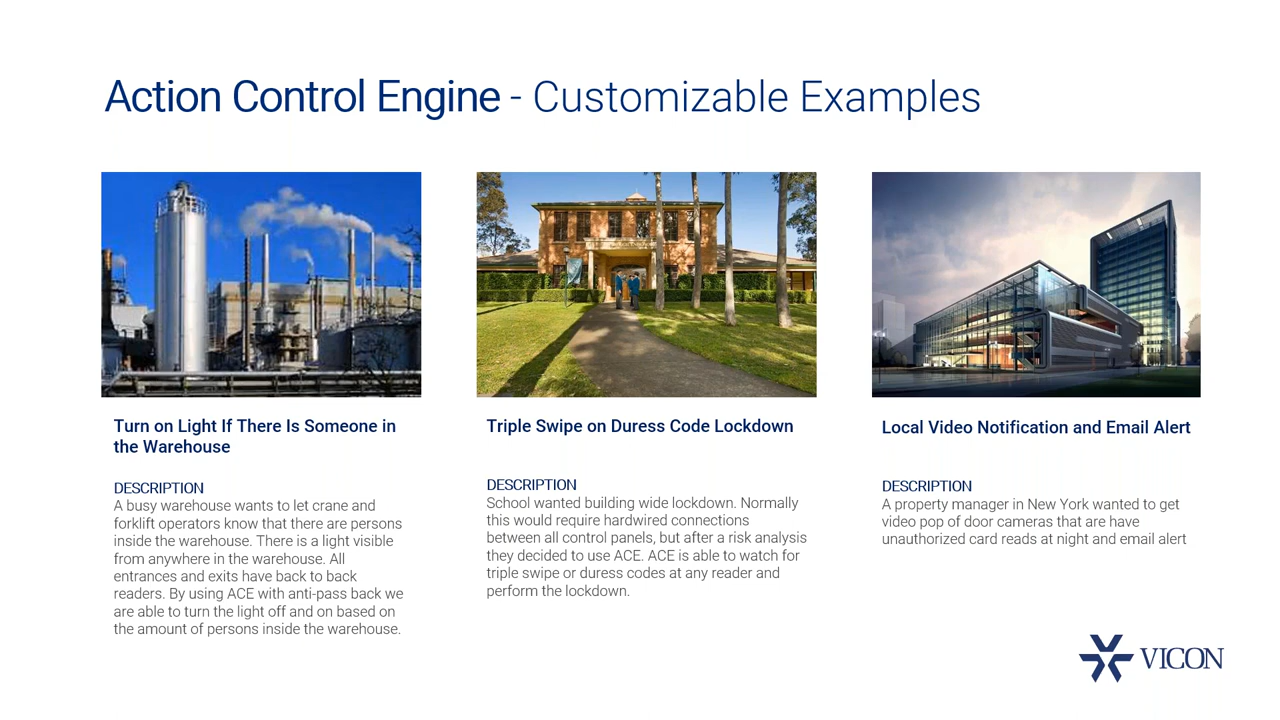 Action Control Engine - Customizable Examples
Turn on Light If There Is Someone in
the Warehouse
DESCRIPTION
A busy warehouse wants to let crane and
forklift operators know that there are persons
inside the warehouse. There is a light visible
from anywhere in the warehouse. All
entrances and exits have back to back
readers. By using ACE with anti-pass back we
are able to turn the light off and on based on
the amount of persons inside the warehouse.
Triple Swipe on Duress Code Lockdown
DESCRIPTION
School wanted building wide lockdown. Normally
this would require hardwired connections
between all control panels, but after a risk analysis
they decided to use ACE. ACE is able to watch for
triple swipe or duress codes at any reader and
perform the lockdown.
Local Video Notification and Email Alert
DESCRIPTION
A property manager in New York wanted to get
video pop of door cameras that are have
unauthorized card reads at night and email alert
VICON